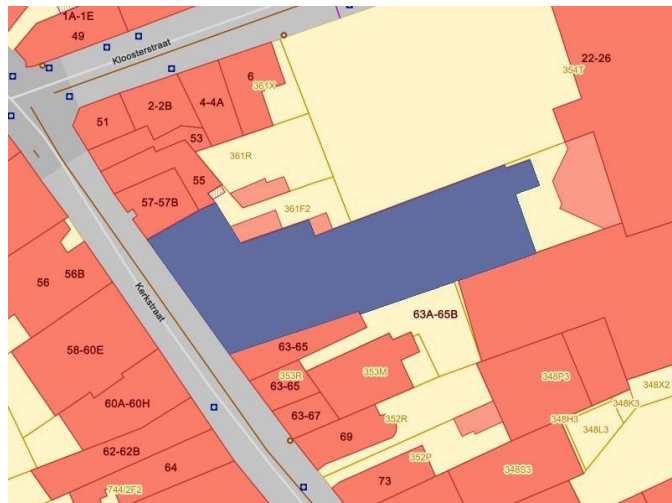 1A-1E
49
Kloosterstraat
22-26
354T
6
361X
2-2B
4-4A
51
53
361R
55
57-57B
361F2
56B
56
Kerkstraat
63A-65B
58-60E
63-65
353R
353M
63-65
348P3
348X2
60A-60H
63-67
348K3
352R
348H3
348L3
69
62-62B
352P
64
348S3
73
744/2F2